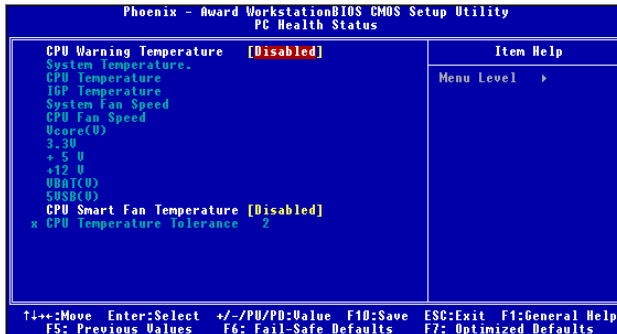 Phoenix - Award WorkstationBIOS CMOS Setup Utility
PC Health Status
CPU Warning Temperature [Disabled]
System Temperature.
CPU Temperature
IGP Temperature
System Fan Speed
CPU Fan Speed
Vcore(V)
3.3V
+ 5 V
+12 V
VBAT(V)
5VSB(V)
CPU Smart Fan Temperature [Disabled]
x CPU Temperature Tolerance 2
Item Help
Menu Level ▸
↑↓→←:Move Enter:Select +/-/PU/PD:Value F10:Save ESC:Exit F1:General Help
F5: Previous Values F6: Fail-Safe Defaults F7: Optimized Defaults